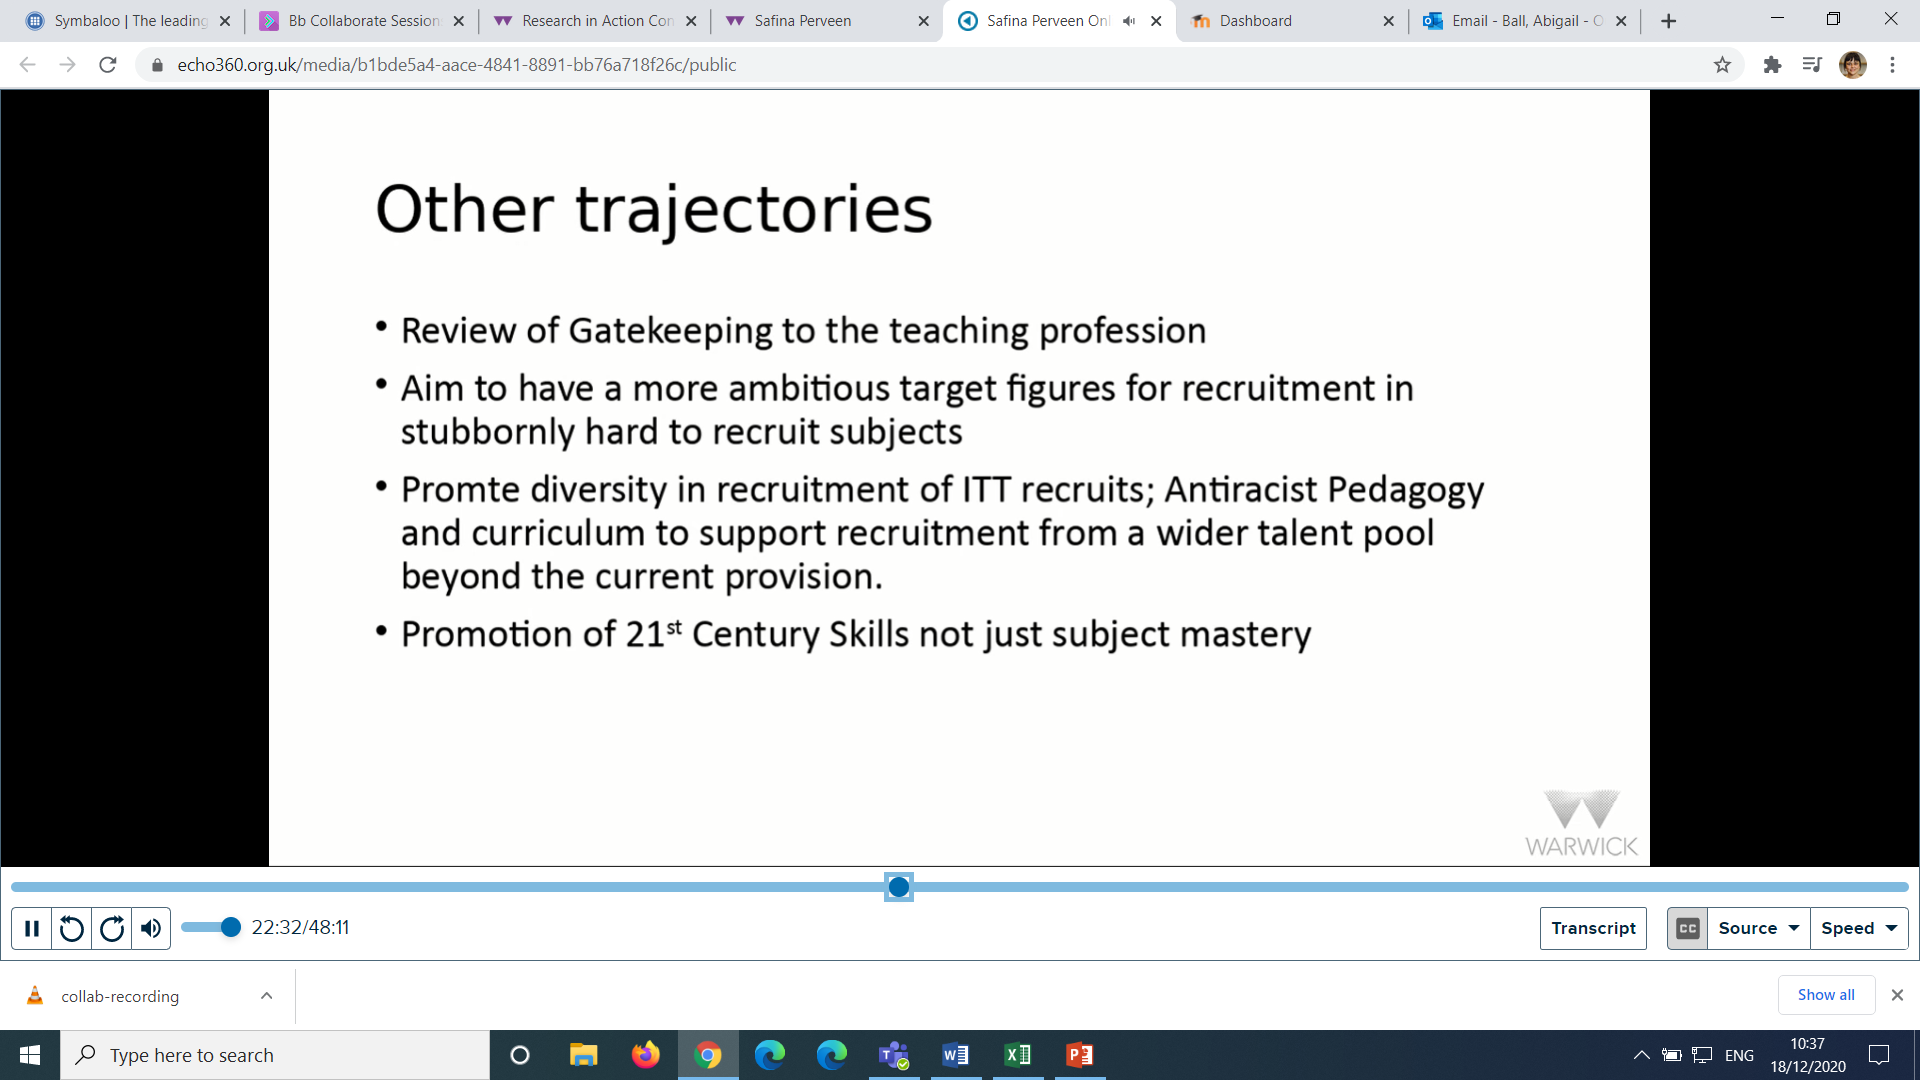 Symbaloo | The leading
Bb Collaborate Session
Research in Action Con
Safina Perveen
Safina Perveen Onl
Dashboard
Email - Ball, Abigail - O
echo360.org.uk/media/b1bde5a4-aace-4841-8891-bb76a718f26c/public
Other trajectories
• Review of Gatekeeping to the teaching profession
• Aim to have a more ambitious target figures for recruitment in
stubbornly hard to recruit subjects
• Promte diversity in recruitment of ITT recruits; Antiracist Pedagogy
and curriculum to support recruitment from a wider talent pool
beyond the current provision.
• Promotion of 21st Century Skills not just subject mastery
WARWICK
22:32/48:11
Transcript
CC
Source
Speed
collab-recording
Show all
Type here to search
ENG
10:37
18/12/2020